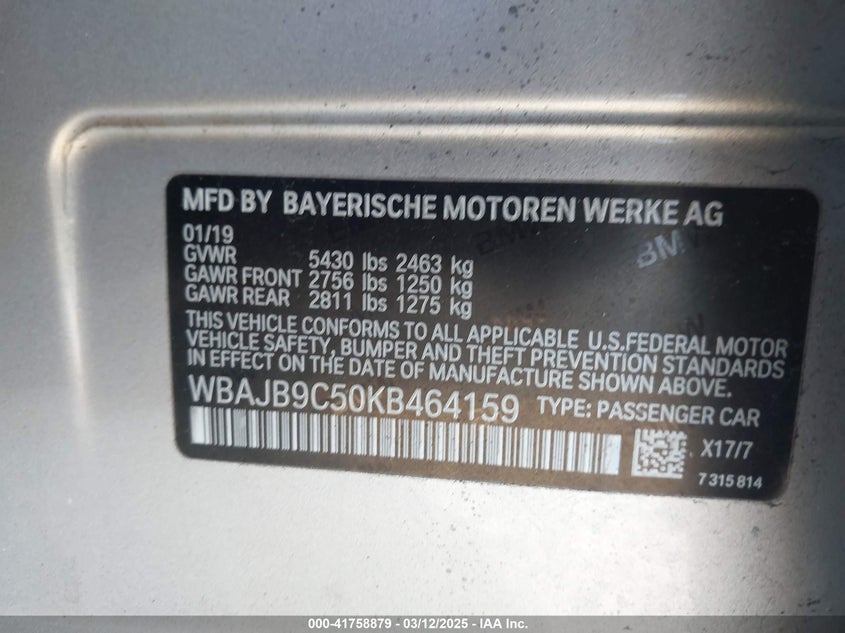 MFD BY BAYERISCHE MOTOREN WERKE AG
01/19
GVWR 5430 lbs 2463 kg
GAWR FRONT 2756 lbs 1250 kg
GAWR REAR 2811 lbs 1275 kg
THIS VEHICLE CONFORMS TO ALL APPLICABLE U.S.FEDERAL MOTOR
VEHICLE SAFETY, BUMPER AND THEFT PREVENTION STANDARDS
IN EFFECT ON THE DATE OF MANUFACTURE SHOWN ABOVE.
WBAJB9C50KB464159 TYPE: PASSENGER CAR
X17/7
7 315 814
BMW
BMW
BMW
000-41758879 - 03/12/2025 - IAA Inc.